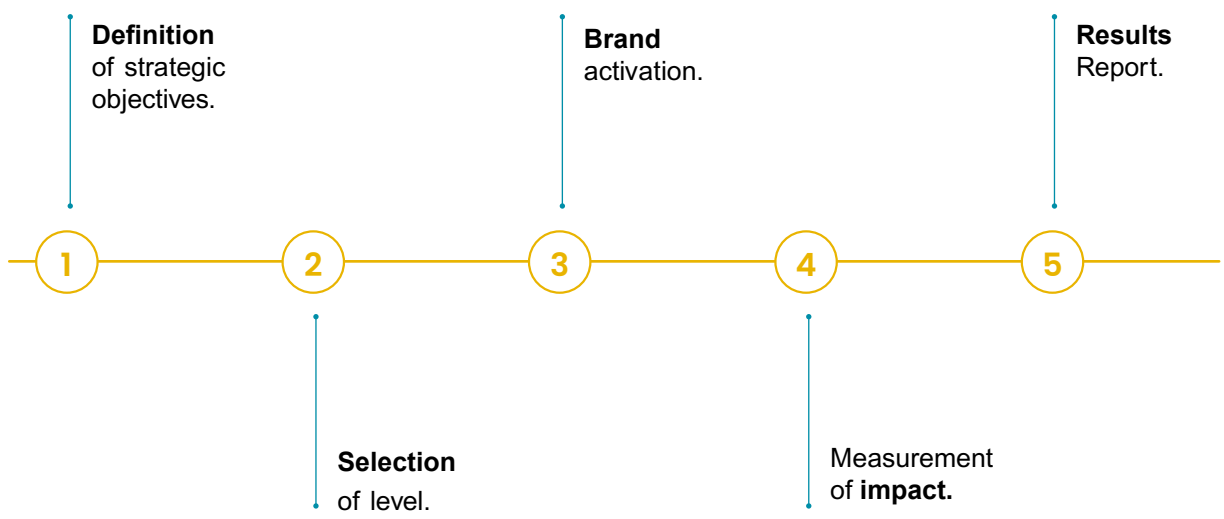 Definition
of strategic
objectives.
Brand
activation.
Results
Report.
1
2
3
4
5
Selection
of level.
Measurement
of impact.